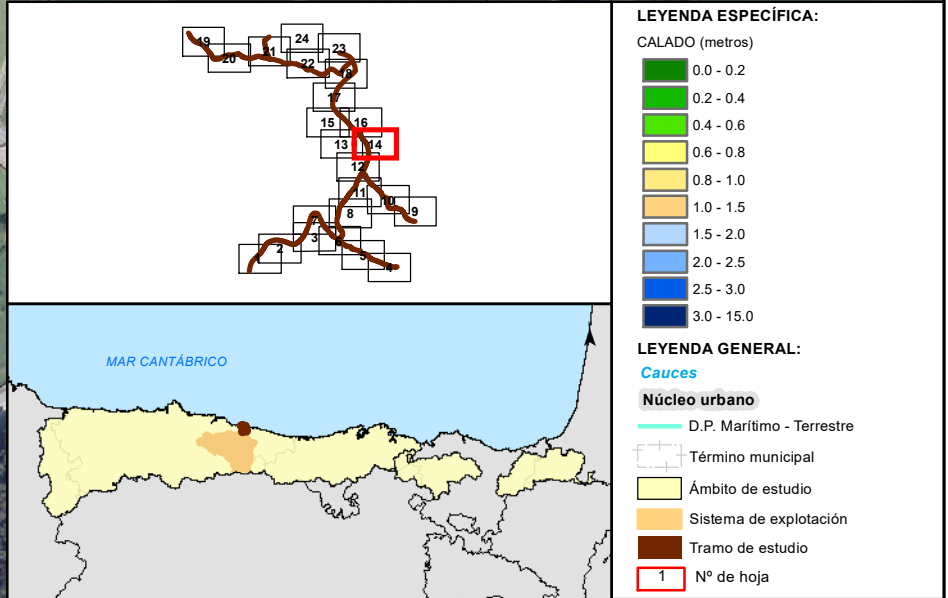 19
20
21
24
22
23
18
17
15
16
13
14
12
11
10
9
8
7
3
6
2
1
5
4
MAR CANTÁBRICO
LEYENDA ESPECÍFICA:
CALADO (metros)
0.0 - 0.2
0.2 - 0.4
0.4 - 0.6
0.6 - 0.8
0.8 - 1.0
1.0 - 1.5
1.5 - 2.0
2.0 - 2.5
2.5 - 3.0
3.0 - 15.0
LEYENDA GENERAL:
Cauces
Núcleo urbano
D.P. Marítimo - Terrestre
Término municipal
Ámbito de estudio
Sistema de explotación
Tramo de estudio
1 Nº de hoja